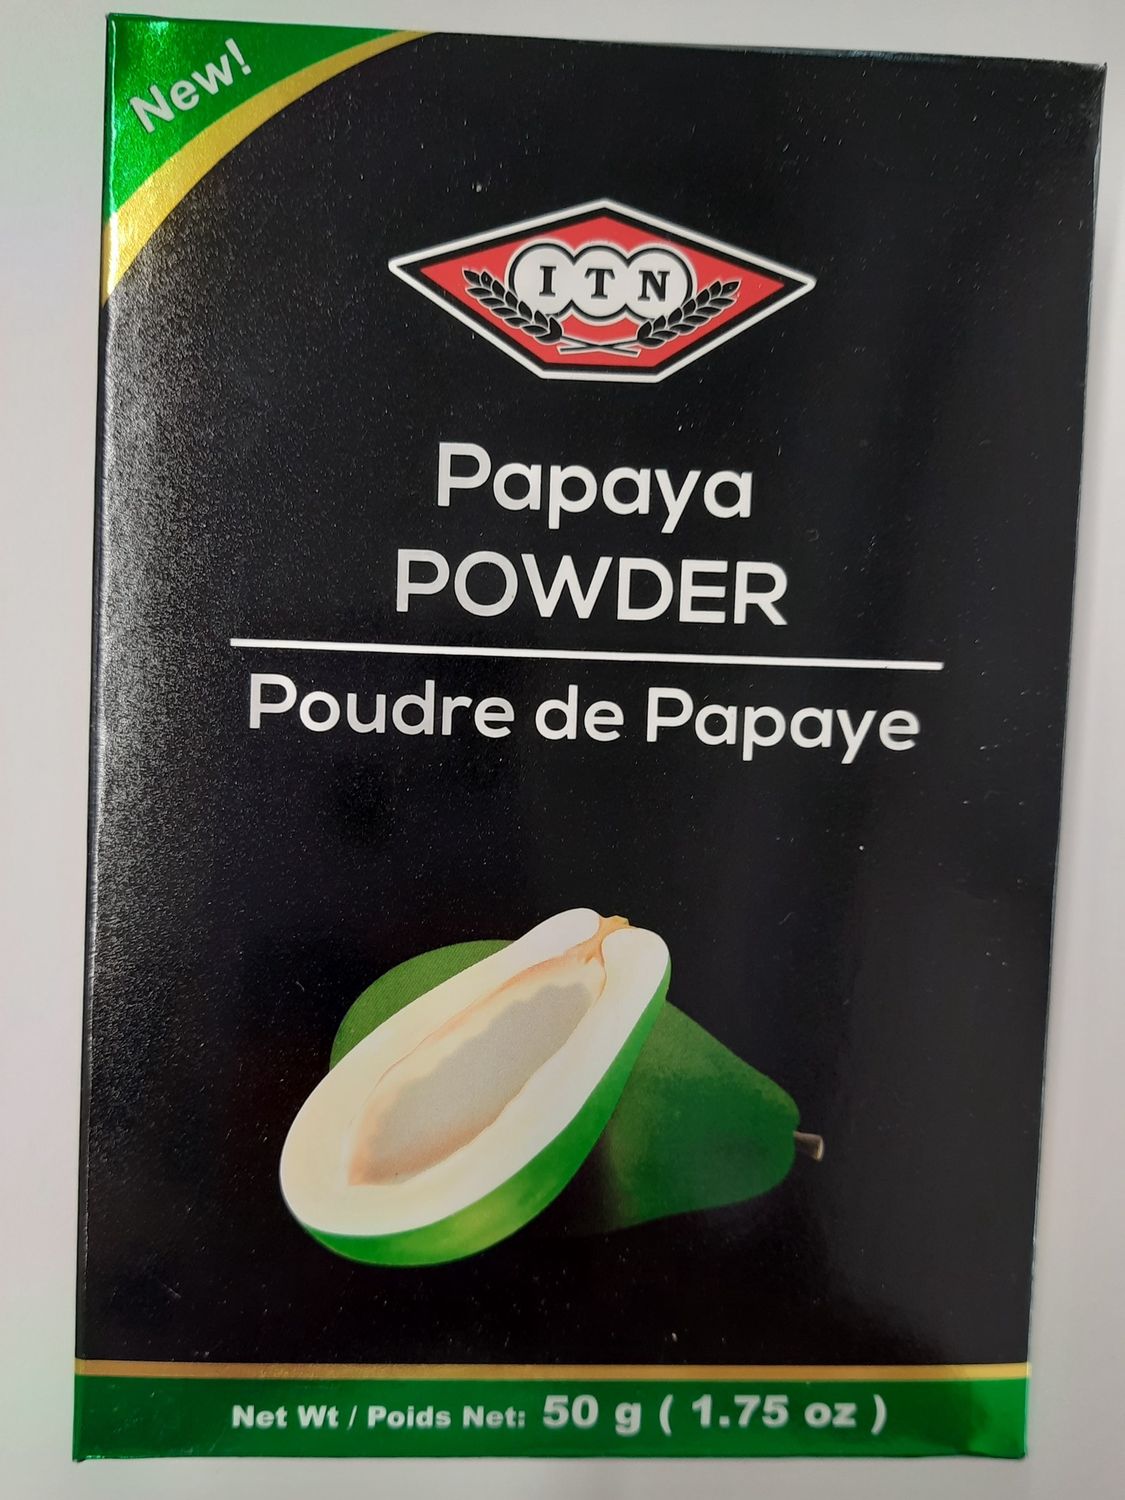 New!
ITN
Papaya
POWDER
Poudre de Papaye
Net Wt / Poids Net: 50 g ( 1.75 oz )